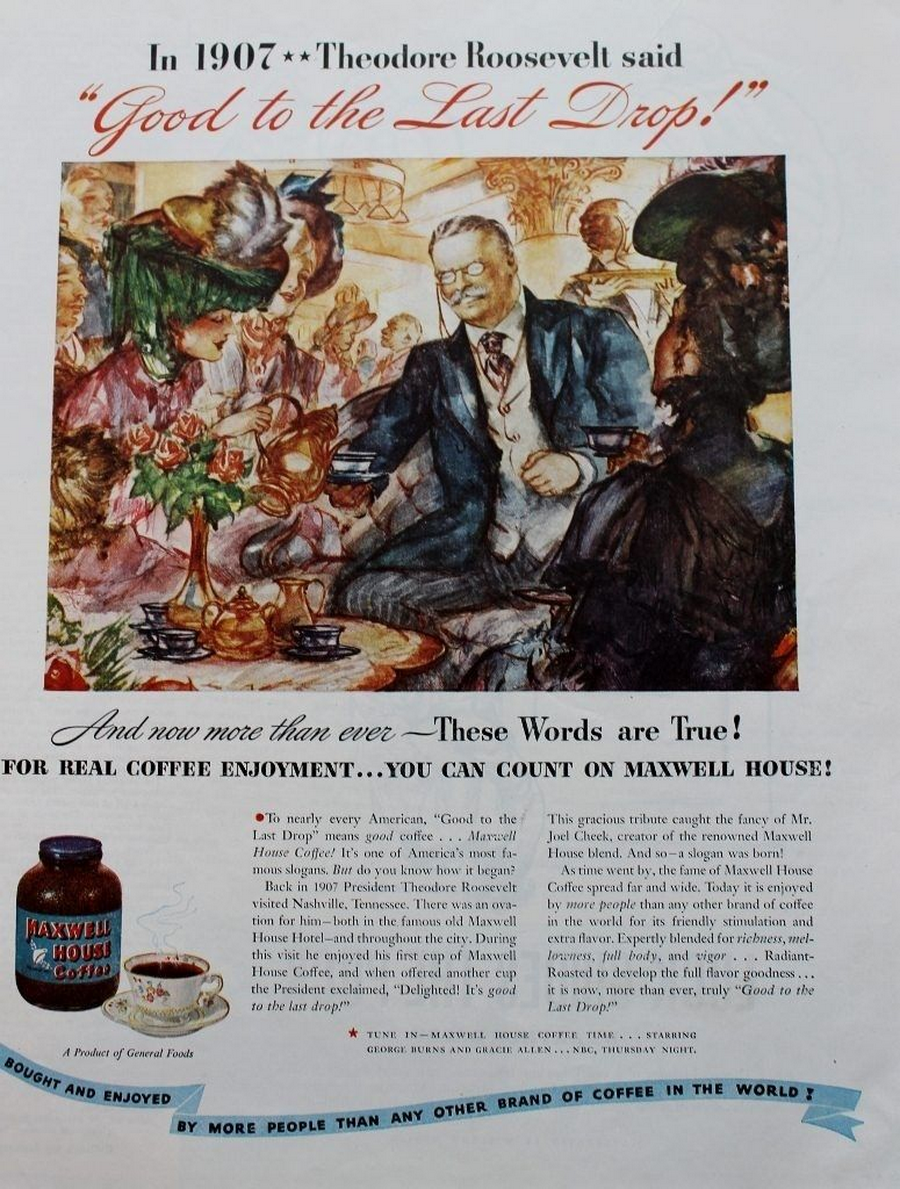 In 1907 ★★ Theodore Roosevelt said
“Good to the Last Drop!”
And now more than ever — These Words are True!
FOR REAL COFFEE ENJOYMENT...YOU CAN COUNT ON MAXWELL HOUSE!
MAXWELL
HOUSE
Coffee
A Product of General Foods
●To nearly every American, “Good to the
Last Drop” means good coffee . . . Maxwell
House Coffee! It’s one of America’s most fa-
mous slogans. But do you know how it began?
Back in 1907 President Theodore Roosevelt
visited Nashville, Tennessee. There was an ova-
tion for him—both in the famous old Maxwell
House Hotel—and throughout the city. During
this visit he enjoyed his first cup of Maxwell
House Coffee, and when offered another cup
the President exclaimed, “Delighted! It’s good
to the last drop!”
This gracious tribute caught the fancy of Mr.
Joel Cheek, creator of the renowned Maxwell
House blend. And so—a slogan was born!
As time went by, the fame of Maxwell House
Coffee spread far and wide. Today it is enjoyed
by more people than any other brand of coffee
in the world for its friendly stimulation and
extra flavor. Expertly blended for richness, mel-
lowness, full body, and vigor . . . Radiant-
Roasted to develop the full flavor goodness . . .
it is now, more than ever, truly “Good to the
Last Drop!”
★ TUNE IN—MAXWELL HOUSE COFFEE TIME . . . STARRING
GEORGE BURNS AND GRACIE ALLEN . . . NBC, THURSDAY NIGHT.
BOUGHT AND ENJOYED
BY MORE PEOPLE THAN ANY OTHER BRAND OF COFFEE IN THE WORLD!